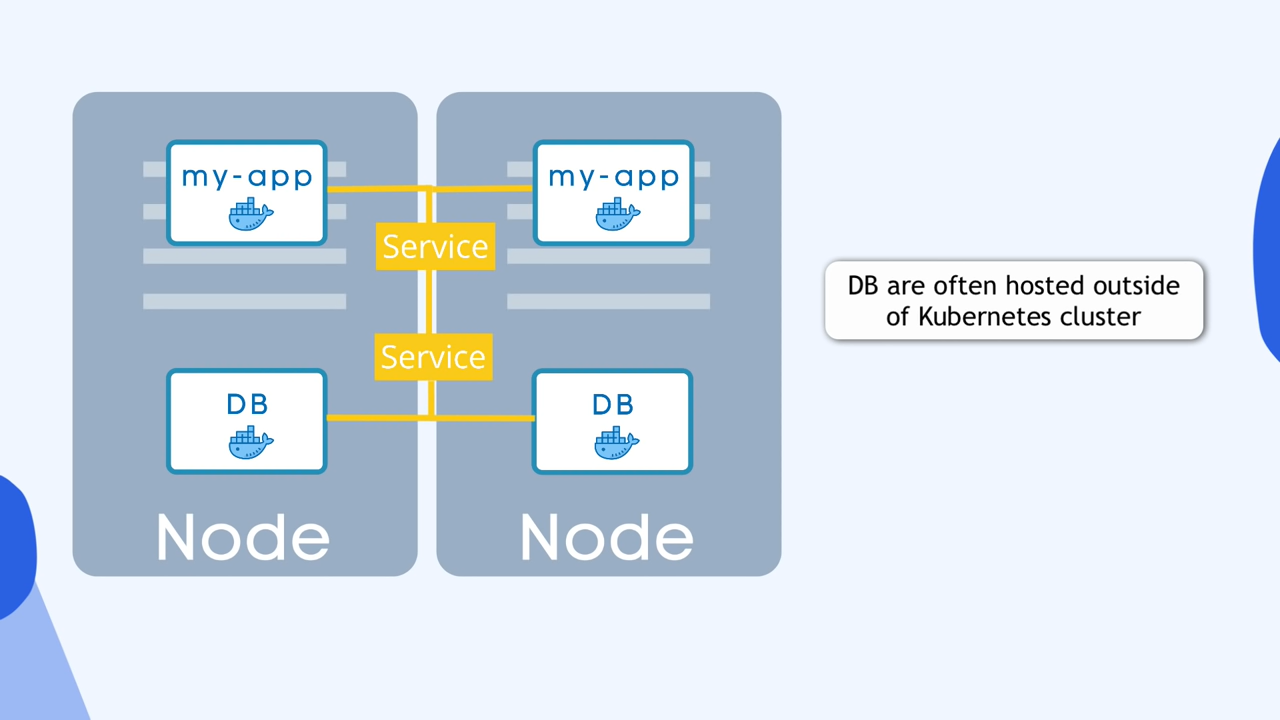 my-app
my-app
Service
DB are often hosted outside
of Kubernetes cluster
Service
DB
DB
Node
Node